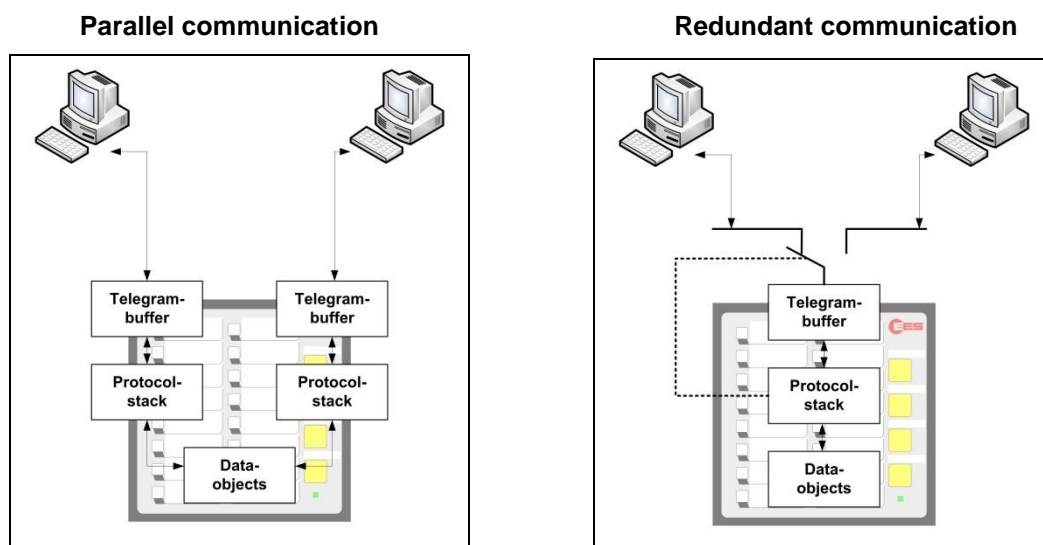 Parallel communication
Redundant communication
Telegram-
buffer
Telegram-
buffer
Protocol-
stack
Protocol-
stack
Data-
objects
Telegram-
buffer
EES
Protocol-
stack
Data-
objects